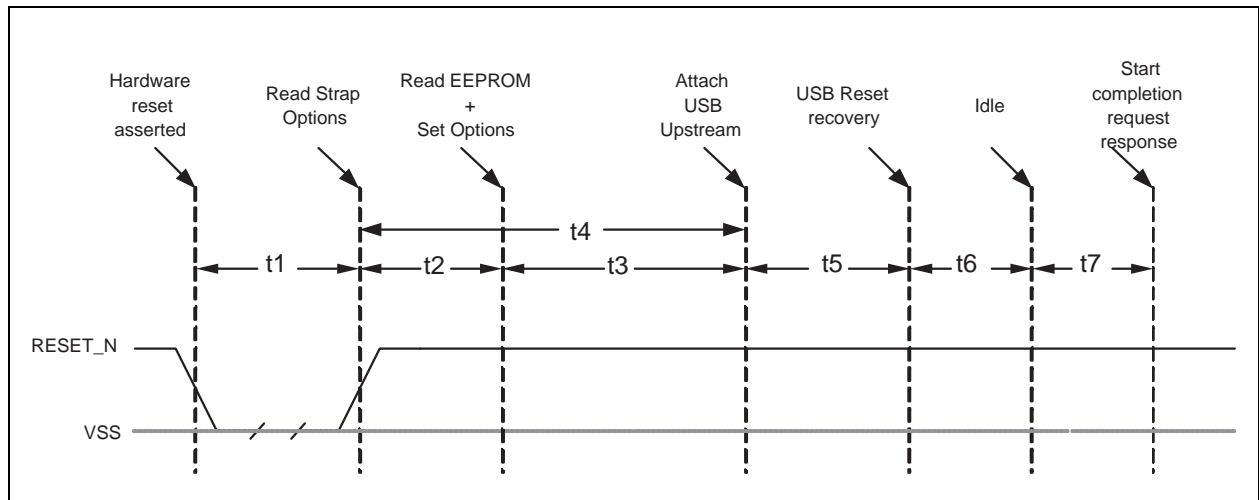 Hardware
reset
asserted
Read Strap
Options
Read EEPROM
+
Set Options
Attach
USB
Upstream
USB Reset
recovery
Idle
Start
completion
request
response
t4
t1
t2
t3
t5
t6
t7
RESET_N
VSS